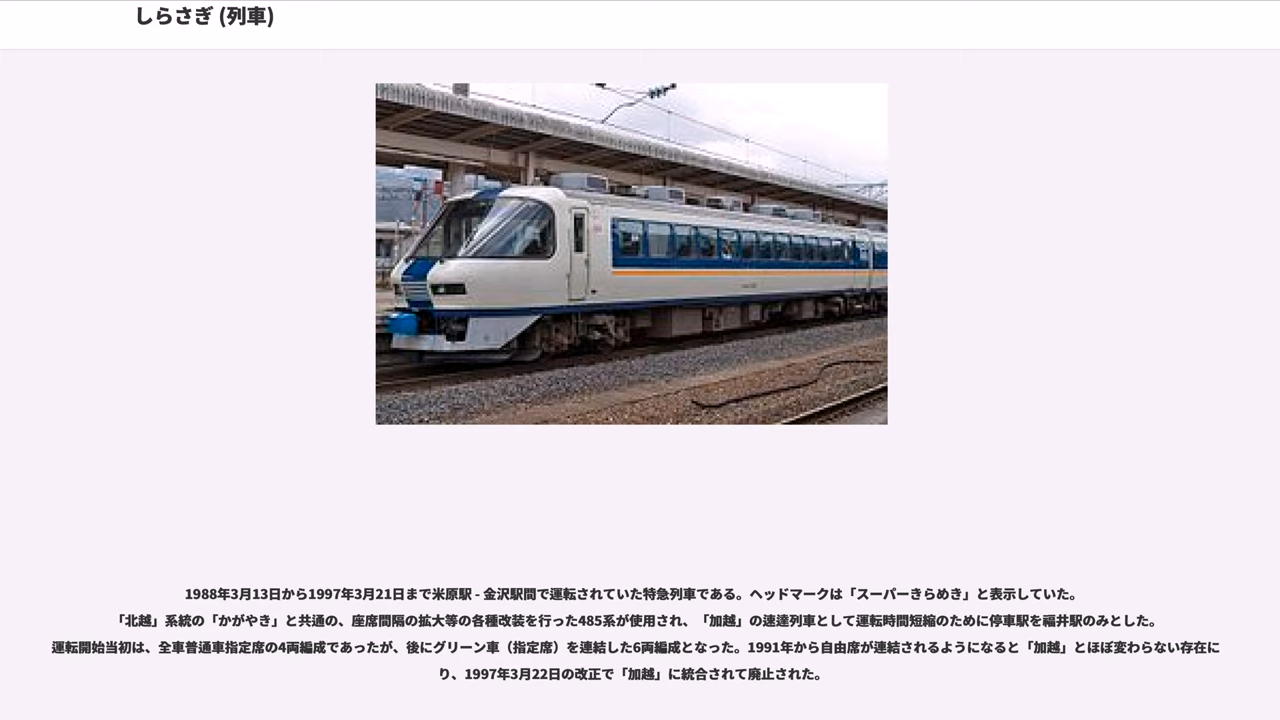 しらさぎ (列車)
1988年3月13日から1997年3月21日まで米原駅 - 金沢駅間で運転されていた特急列車である。ヘッドマークは「スーパーきらめき」と表示していた。
「北越」系統の「かがやき」と共通の、座席間隔の拡大等の各種改装を行った485系が使用され、「加越」の速達列車として運転時間短縮のために停車駅を福井駅のみとした。
運転開始当初は、全車普通車指定席の4両編成であったが、後にグリーン車（指定席）を連結した6両編成となった。1991年から自由席が連結されるようになると「加越」とほぼ変わらない存在に
り、1997年3月22日の改正で「加越」に統合されて廃止された。